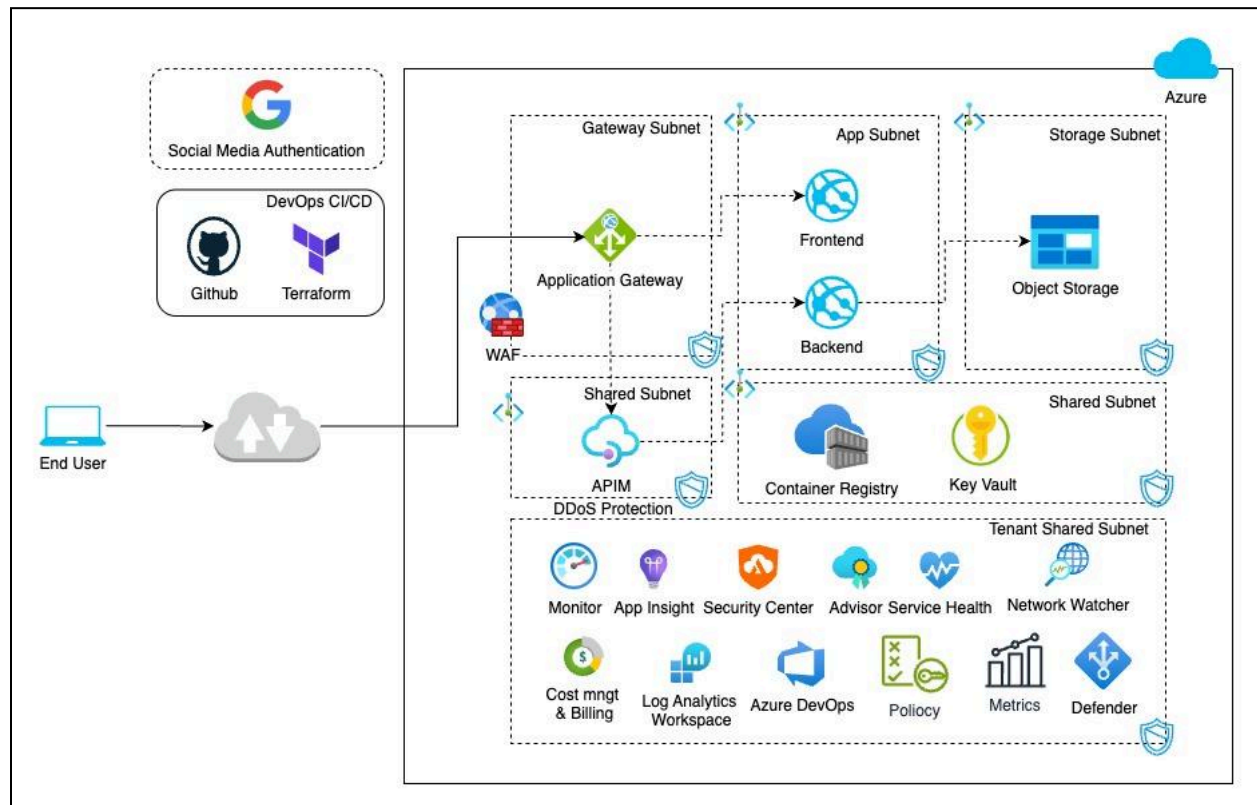 Azure
Social Media Authentication
DevOps CI/CD
Github
Terraform
Gateway Subnet
Application Gateway
WAF
App Subnet
Frontend
Backend
Storage Subnet
Object Storage
End User
Shared Subnet
APIM
DDoS Protection
Shared Subnet
Container Registry
Key Vault
Tenant Shared Subnet
Monitor
App Insight
Security Center
Advisor
Service Health
Network Watcher
Cost mngt
& Billing
Log Analytics
Workspace
Azure DevOps
Poliocy
Metrics
Defender